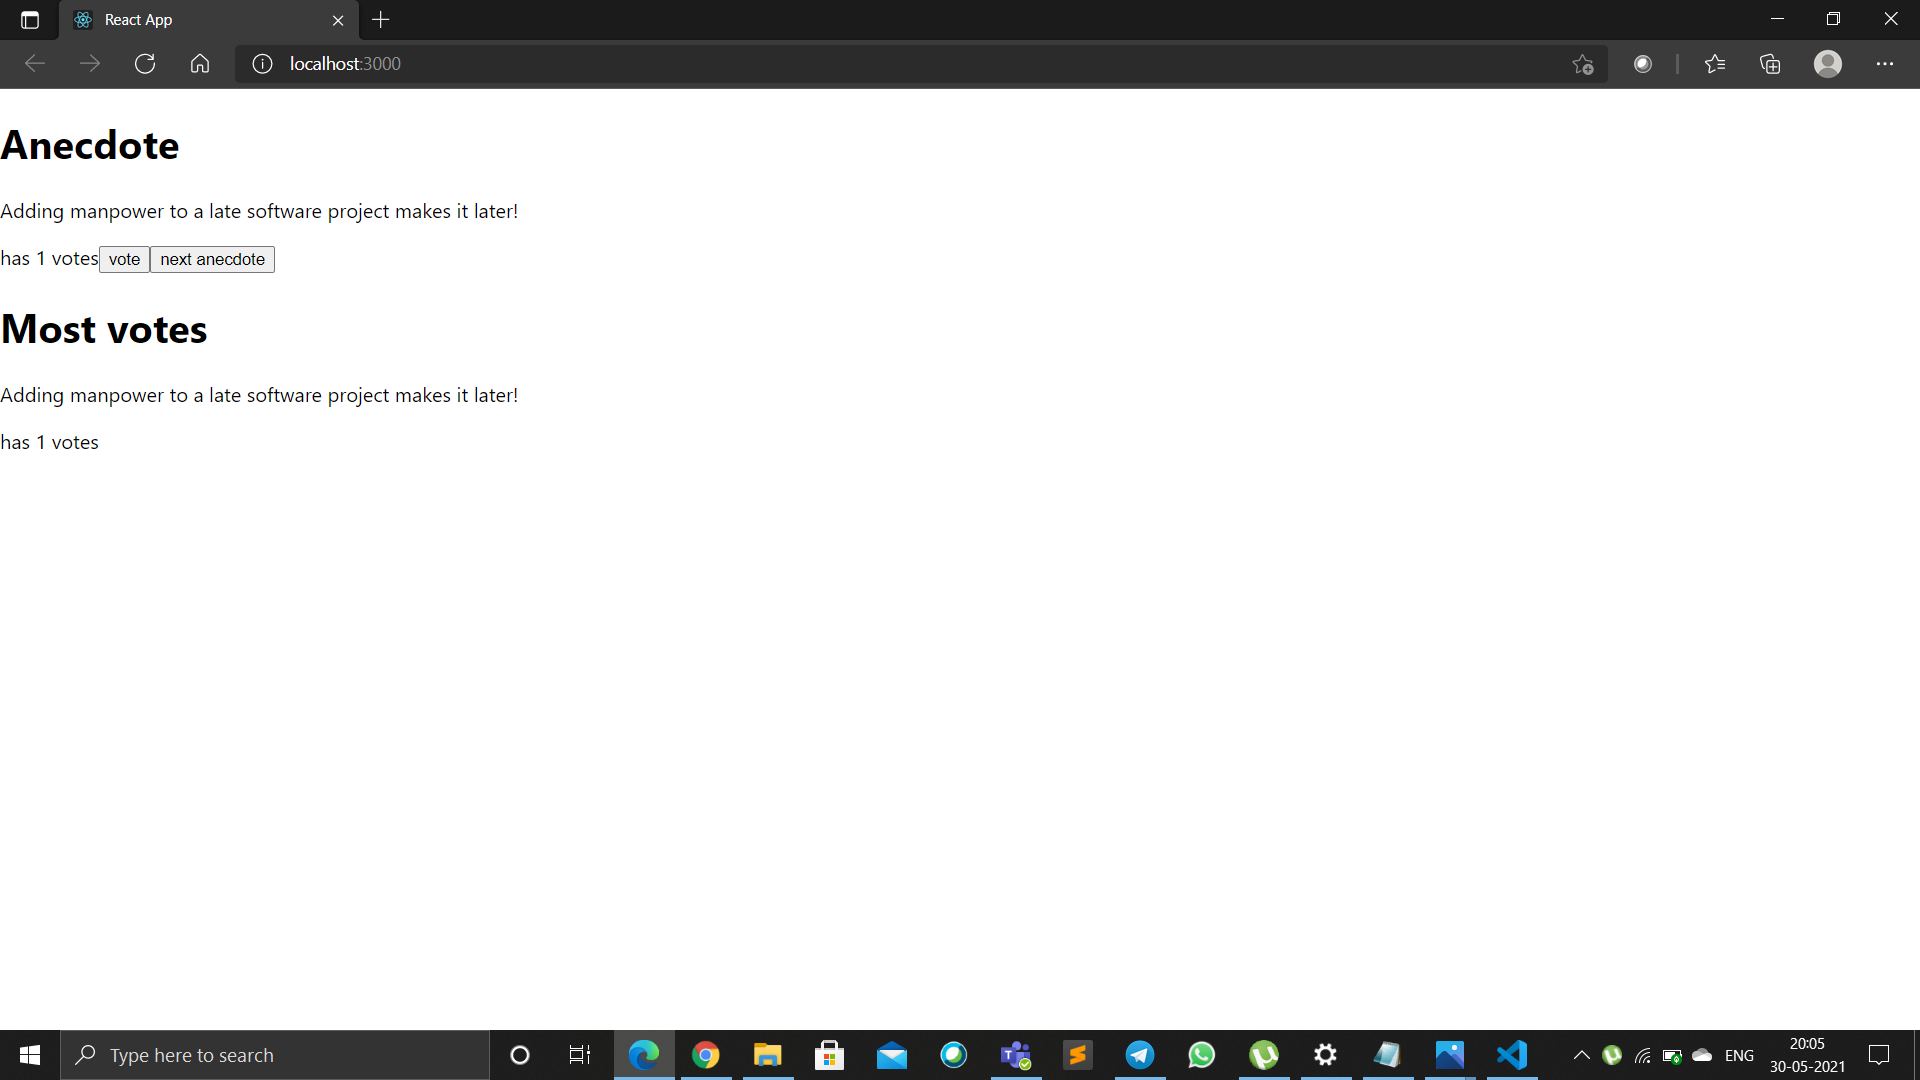 React App
localhost:3000
Anecdote
Adding manpower to a late software project makes it later!
has 1 votes vote next anecdote
Most votes
Adding manpower to a late software project makes it later!
has 1 votes
Type here to search
ENG
20:05
30-05-2021